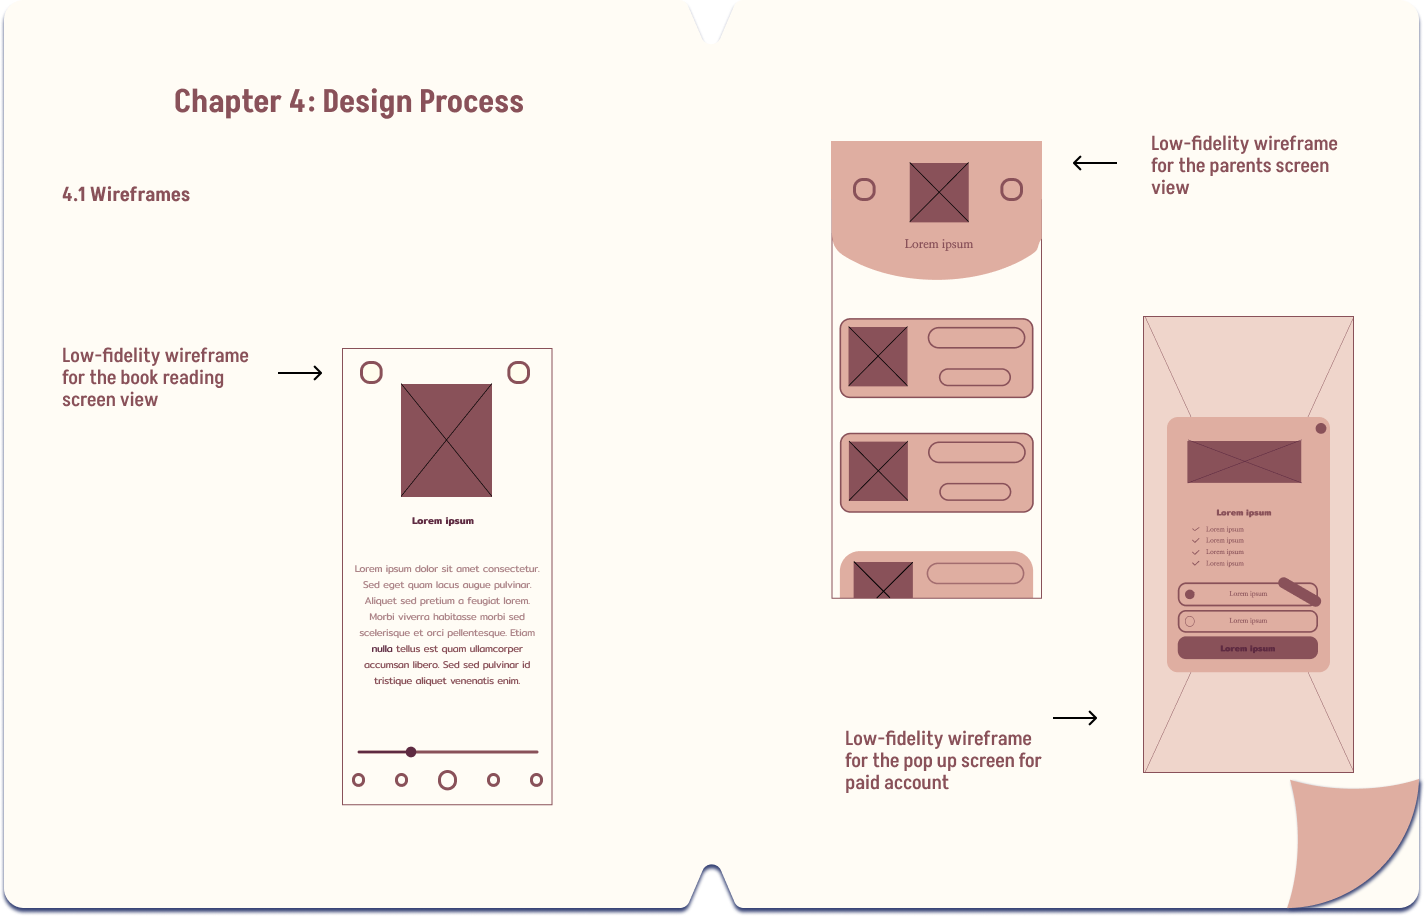 Chapter 4: Design Process
4.1 Wireframes
Low-fidelity wireframe
for the book reading
screen view
Lorem ipsum
Lorem ipsum dolor sit amet consectetur.
Sed eget quam lacus augue pulvinar.
Aliquet sed pretium a feugiat lorem.
Morbi viverra habitasse morbi sed
scelerisque et orci pellentesque. Etiam
nulla tellus est quam ullamcorper
accumsan libero. Sed sed pulvinar id
tristique aliquet venenatis enim.
Lorem ipsum
Low-fidelity wireframe
for the parents screen
view
Low-fidelity wireframe
for the pop up screen for
paid account
Lorem ipsum
Lorem ipsum
Lorem ipsum
Lorem ipsum
Lorem ipsum
Lorem ipsum
Lorem ipsum
Lorem ipsum